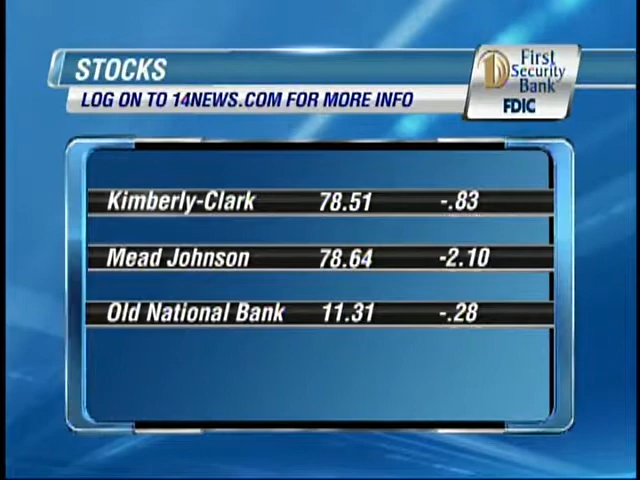 STOCKS
LOG ON TO 14NEWS.COM FOR MORE INFO
First
Security
Bank
FDIC
Kimberly-Clark 78.51 -.83
Mead Johnson 78.64 -2.10
Old National Bank 11.31 -.28